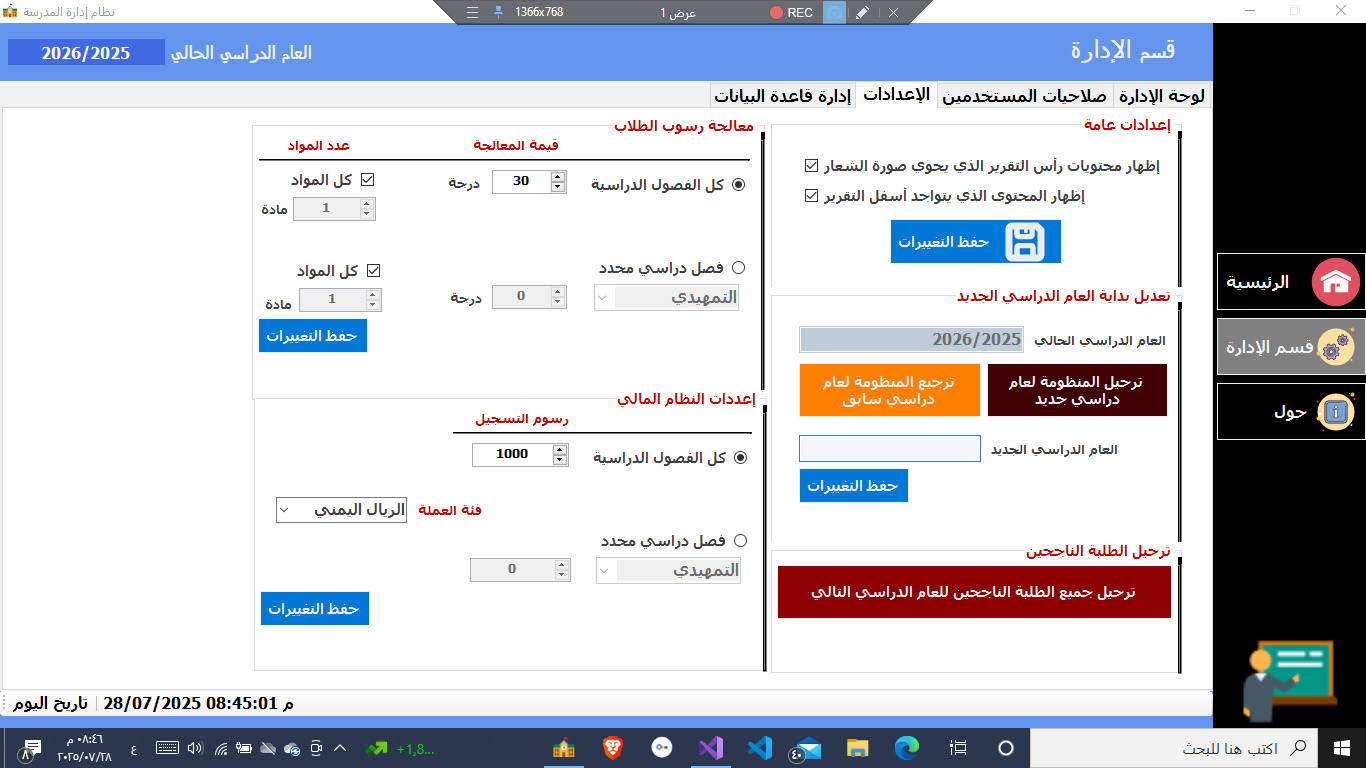 نظام إدارة المدرسة
1366x768
عرض 1
REC
قسم الإدارة
العام الدراسي الحالي
2026/2025
لوحة الإدارة
صلاحيات المستخدمين
الإعدادات
إدارة قاعدة البيانات
إعدادات عامة
إظهار محتويات رأس التقرير الذي يحوي صورة الشعار
إظهار المحتوى الذي يتواجد أسفل التقرير
حفظ التغييرات
تعديل بداية العام الدراسي الجديد
العام الدراسي الحالي
2026/2025
ترحيل المنظومة لعام
دراسي جديد
ترحيع المنظومة لعام
دراسي سابق
العام الدراسي الجديد
حفظ التغييرات
ترحيل الطلبة الناجحين
ترحيل جميع الطلبة الناجحين للعام الدراسي التالي
معالجة رسوب الطلاب
قيمة المعالجة
عدد المواد
كل الفصول الدراسية
30
درجة
كل المواد
1
مادة
فصل دراسي محدد
كل المواد
التمهيدي
0
درجة
1
مادة
حفظ التغييرات
إعددات النظام المالي
رسوم التسجيل
كل الفصول الدراسية
1000
فئة العملة
الريال اليمني
فصل دراسي محدد
التمهيدي
0
حفظ التغييرات
الرئيسية
قسم الإدارة
حول
تاريخ اليوم
28/07/2025 08:45:01 م
اكتب هنا للبحث
٤٠
+1,8...
ع
٠٨:٤٦ م
٢٠٢٥/٠٧/٢٨
٨